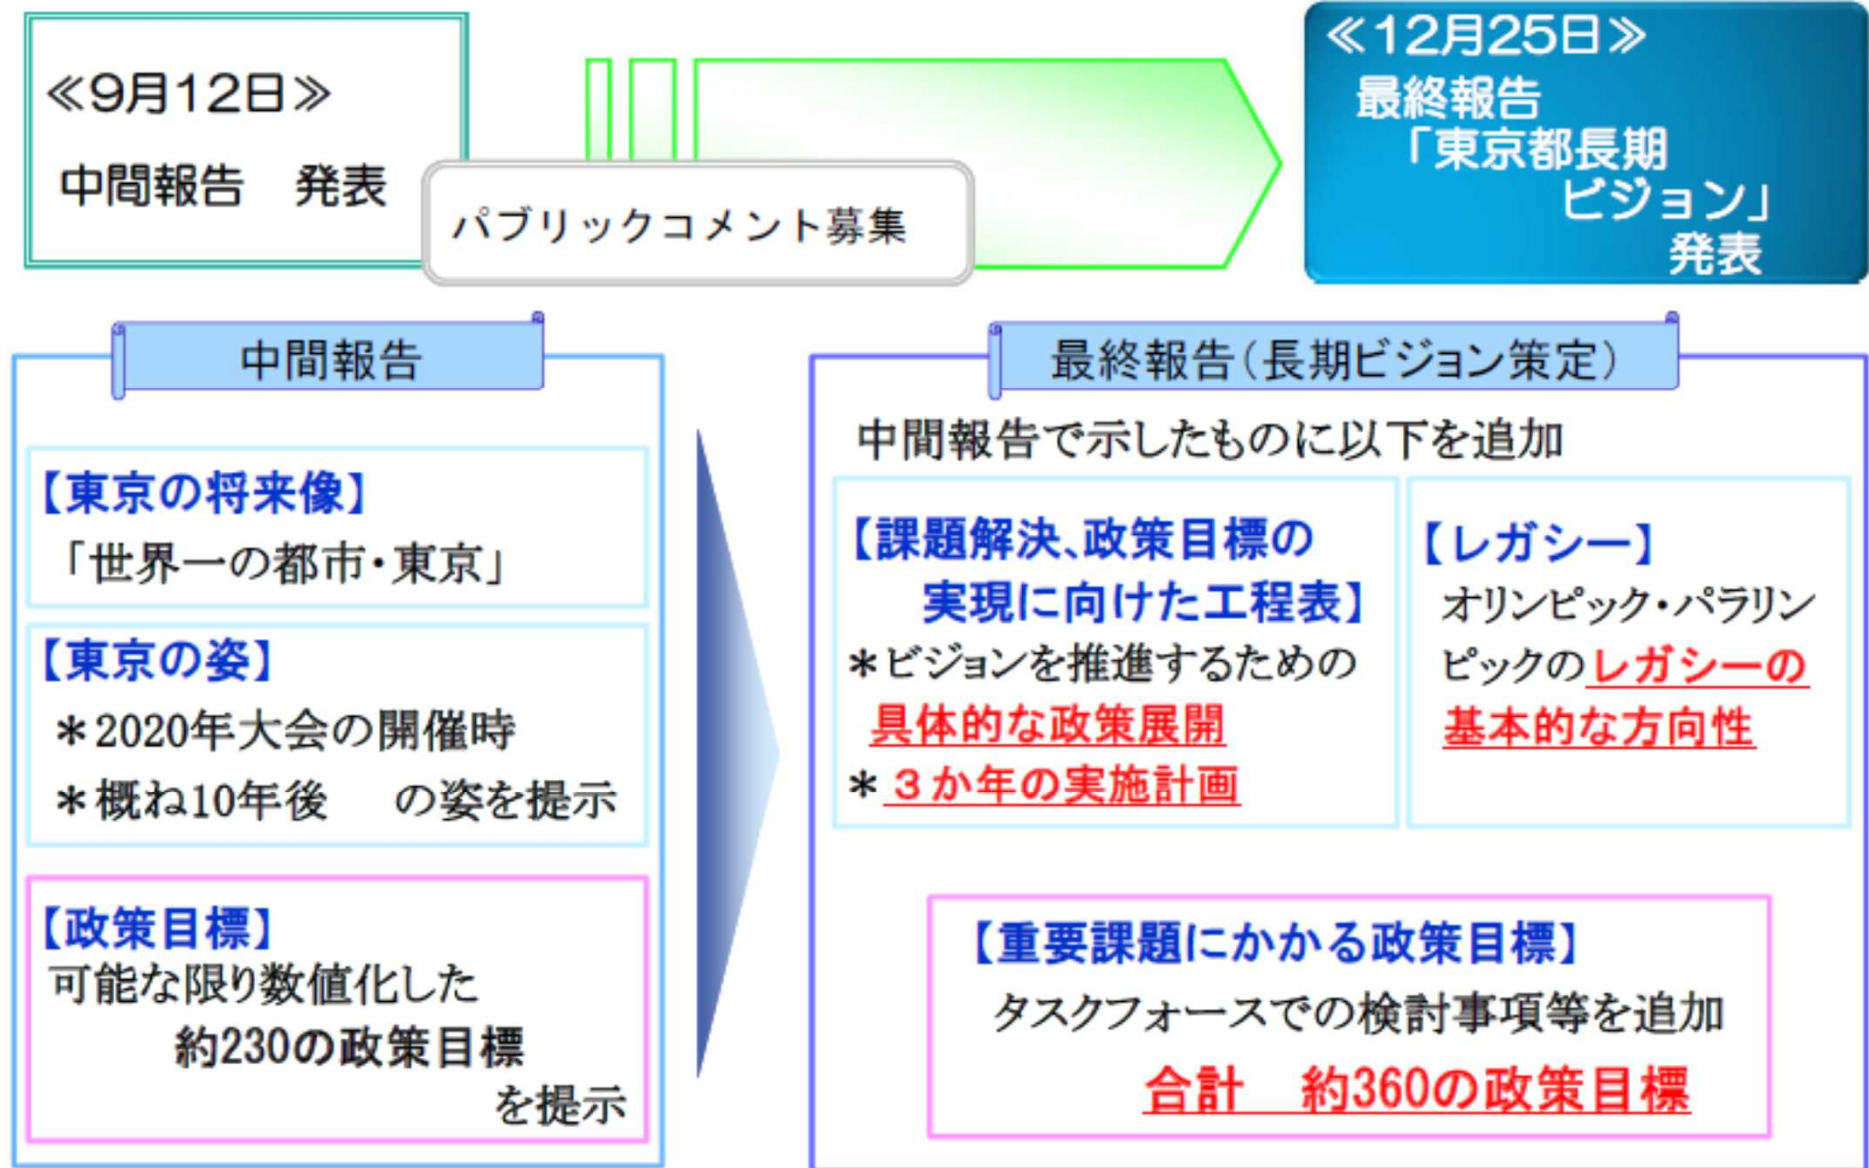 ≪9月12日≫
中間報告　発表
パブリックコメント募集
≪12月25日≫
最終報告
「東京都長期
ビジョン」
発表
中間報告
【東京の将来像】
「世界一の都市・東京」
【東京の姿】
＊2020年大会の開催時
＊概ね10年後　の姿を提示
【政策目標】
可能な限り数値化した
約230の政策目標
を提示
最終報告（長期ビジョン策定）
中間報告で示したものに以下を追加
【課題解決、政策目標の
実現に向けた工程表】
＊ビジョンを推進するための
具体的な政策展開
＊３か年の実施計画
【レガシー】
オリンピック・パラリン
ピックのレガシーの
基本的な方向性
【重要課題にかかる政策目標】
タスクフォースでの検討事項等を追加
合計　約360の政策目標